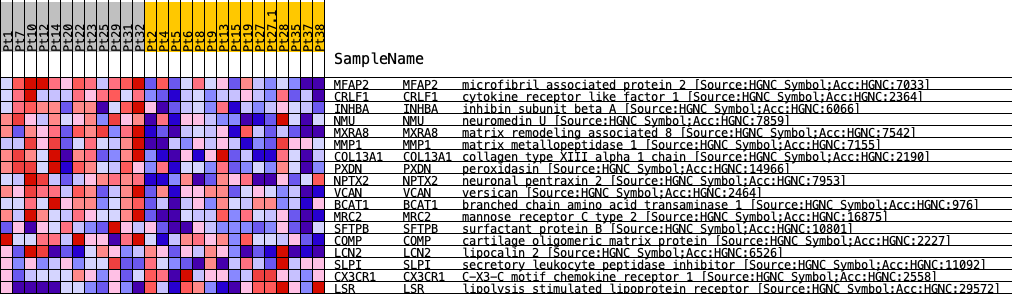 Pt1 Pt7 Pt10 Pt12 Pt14 Pt20 Pt22 Pt23 Pt25 Pt29 Pt31 Pt32 Pt2 Pt4 Pt5 Pt6 Pt8 Pt9 Pt13 Pt15 Pt19 Pt27 Pt27.1 Pt28 Pt35 Pt37 Pt38
SampleName
MFAP2 MFAP2 microfibril associated protein 2 [Source:HGNC Symbol;Acc:HGNC:7033]
CRLF1 CRLF1 cytokine receptor like factor 1 [Source:HGNC Symbol;Acc:HGNC:2364]
INHBA INHBA inhibin subunit beta A [Source:HGNC Symbol;Acc:HGNC:6066]
NMU NMU neuromedin U [Source:HGNC Symbol;Acc:HGNC:7859]
MXRA8 MXRA8 matrix remodeling associated 8 [Source:HGNC Symbol;Acc:HGNC:7542]
MMP1 MMP1 matrix metallopeptidase 1 [Source:HGNC Symbol;Acc:HGNC:7155]
COL13A1 COL13A1 collagen type XIII alpha 1 chain [Source:HGNC Symbol;Acc:HGNC:2190]
PXDN PXDN peroxidasin [Source:HGNC Symbol;Acc:HGNC:14966]
NPTX2 NPTX2 neuronal pentraxin 2 [Source:HGNC Symbol;Acc:HGNC:7953]
VCAN VCAN versican [Source:HGNC Symbol;Acc:HGNC:2464]
BCAT1 BCAT1 branched chain amino acid transaminase 1 [Source:HGNC Symbol;Acc:HGNC:976]
MRC2 MRC2 mannose receptor C type 2 [Source:HGNC Symbol;Acc:HGNC:16875]
SFTPB SFTPB surfactant protein B [Source:HGNC Symbol;Acc:HGNC:10801]
COMP COMP cartilage oligomeric matrix protein [Source:HGNC Symbol;Acc:HGNC:2227]
LCN2 LCN2 lipocalin 2 [Source:HGNC Symbol;Acc:HGNC:6526]
SLPI SLPI secretory leukocyte peptidase inhibitor [Source:HGNC Symbol;Acc:HGNC:11092]
CX3CR1 CX3CR1 C-X3-C motif chemokine receptor 1 [Source:HGNC Symbol;Acc:HGNC:2558]
LSR LSR lipolysis stimulated lipoprotein receptor [Source:HGNC Symbol;Acc:HGNC:29572]